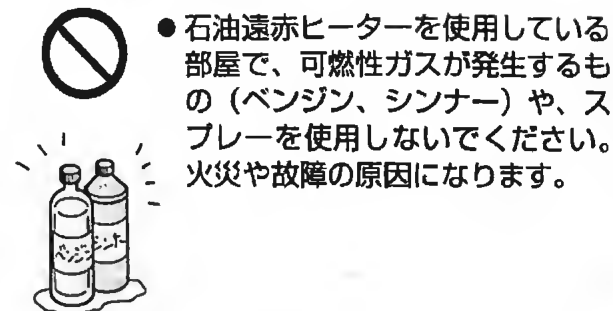 ●石油遠赤ヒーターを使用している
部屋で、可燃性ガスが発生するも
の（ベンジン、シンナー）や、ス
プレーを使用しないでください。
火災や故障の原因になります。
ベンジン
シンナー